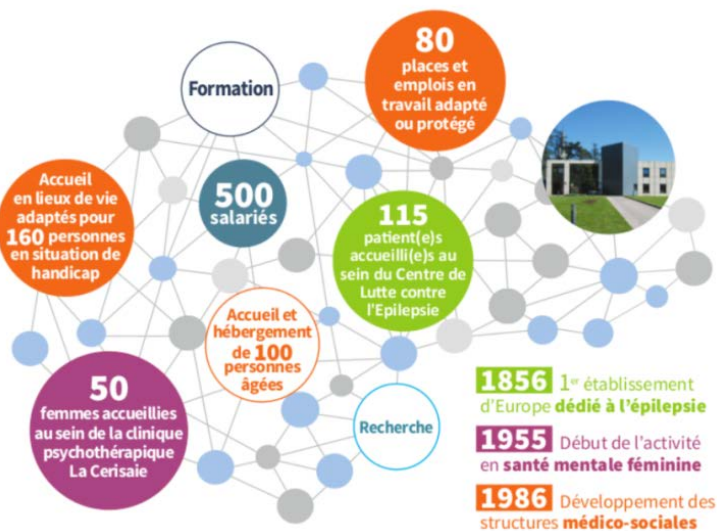 Formation
80
places et
emplois en
travail adapté
ou protégé
Accueil
en lieux de vie
adaptés pour
160 personnes
en situation de
handicap
500
salariés
115
patient(e)s
accueilli(e)s au
sein du Centre de
Lutte contre
l'Epilepsie
Accueil et
hébergement
de 100
personnes
âgées
50
femmes accueillies
au sein de la clinique
psychothérapique
La Cerisaie
Recherche
1856 1er établissement
d'Europe dédié à l'épilepsie
1955 Début de l'activité
en santé mentale féminine
1986 Développement des
structures médico-sociales